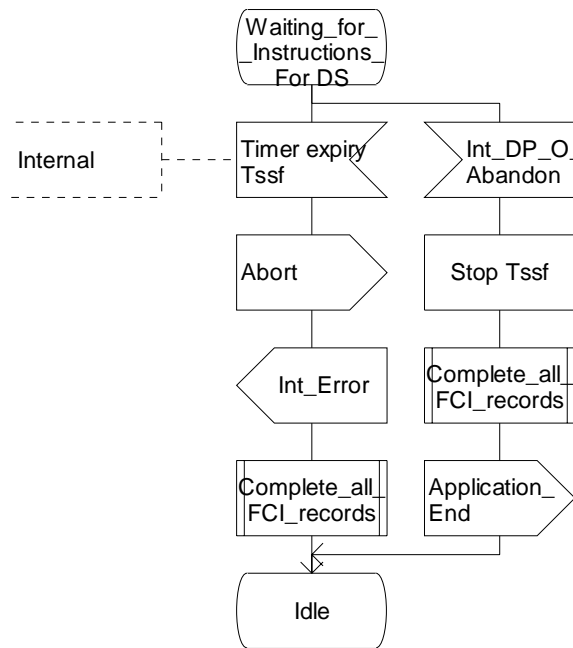 Waiting_for_
_Instructions_
For DS
Internal
Timer expiry
Tssf
Int_DP_O_
Abandon
Abort
Stop Tssf
Int_Error
Complete_all_
FCI_records
Complete_all_
FCI_records
Application_
End
Idle